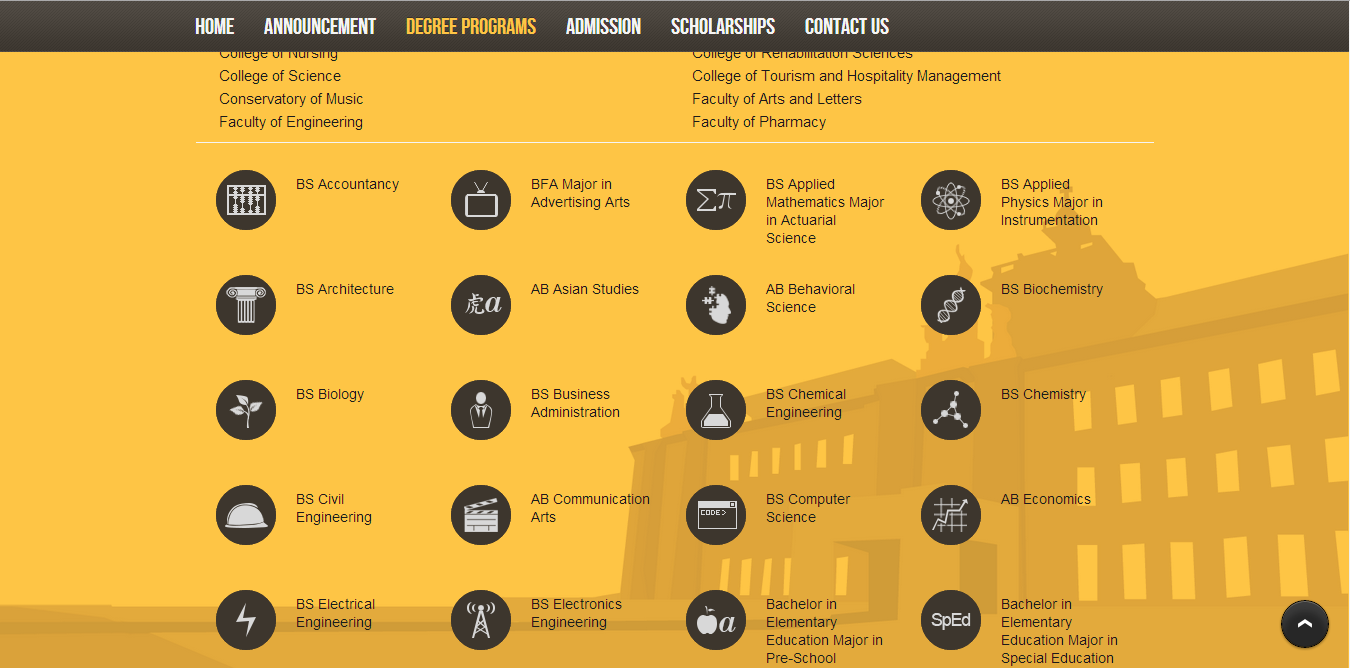 HOME ANNOUNCEMENT DEGREE PROGRAMS ADMISSION SCHOLARSHIPS CONTACT US
College of Nursing
College of Science
Conservatory of Music
Faculty of Engineering
College of Rehabilitation Sciences
College of Tourism and Hospitality Management
Faculty of Arts and Letters
Faculty of Pharmacy
BS Accountancy
BFA Major in
Advertising Arts
Σπ
BS Applied
Mathematics Major
in Actuarial
Science
BS Applied
Physics Major in
Instrumentation
BS Architecture
虎a
AB Asian Studies
AB Behavioral
Science
BS Biochemistry
BS Biology
BS Business
Administration
BS Chemical
Engineering
BS Chemistry
BS Civil
Engineering
AB Communication
Arts
CODE>
BS Computer
Science
AB Economics
BS Electrical
Engineering
BS Electronics
Engineering
a
Bachelor in
Elementary
Education Major in
Pre-School
SpEd
Bachelor in
Elementary
Education Major in
Special Education